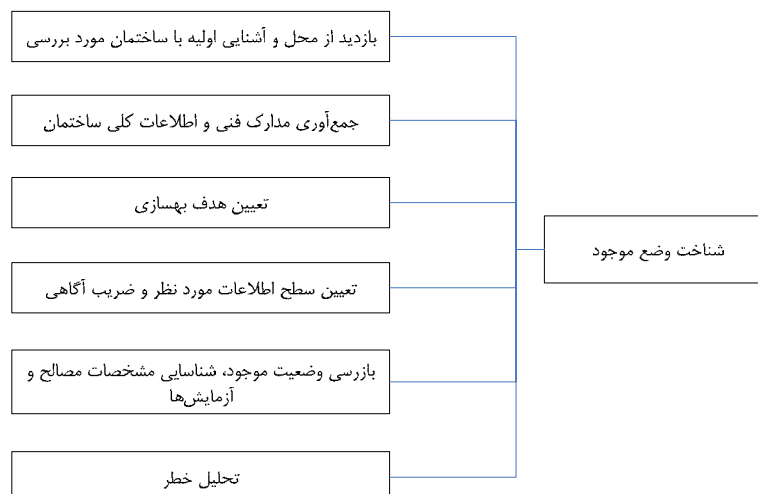 شناخت وضع موجود
بازدید از محل و آشنایی اولیه با ساختمان مورد بررسی
جمع‌آوری مدارک فنی و اطلاعات کلی ساختمان
تعیین هدف بهسازی
تعیین سطح اطلاعات مورد نظر و ضریب آگاهی
بازرسی وضعیت موجود، شناسایی مشخصات مصالح و
آزمایش‌ها
تحلیل خطر